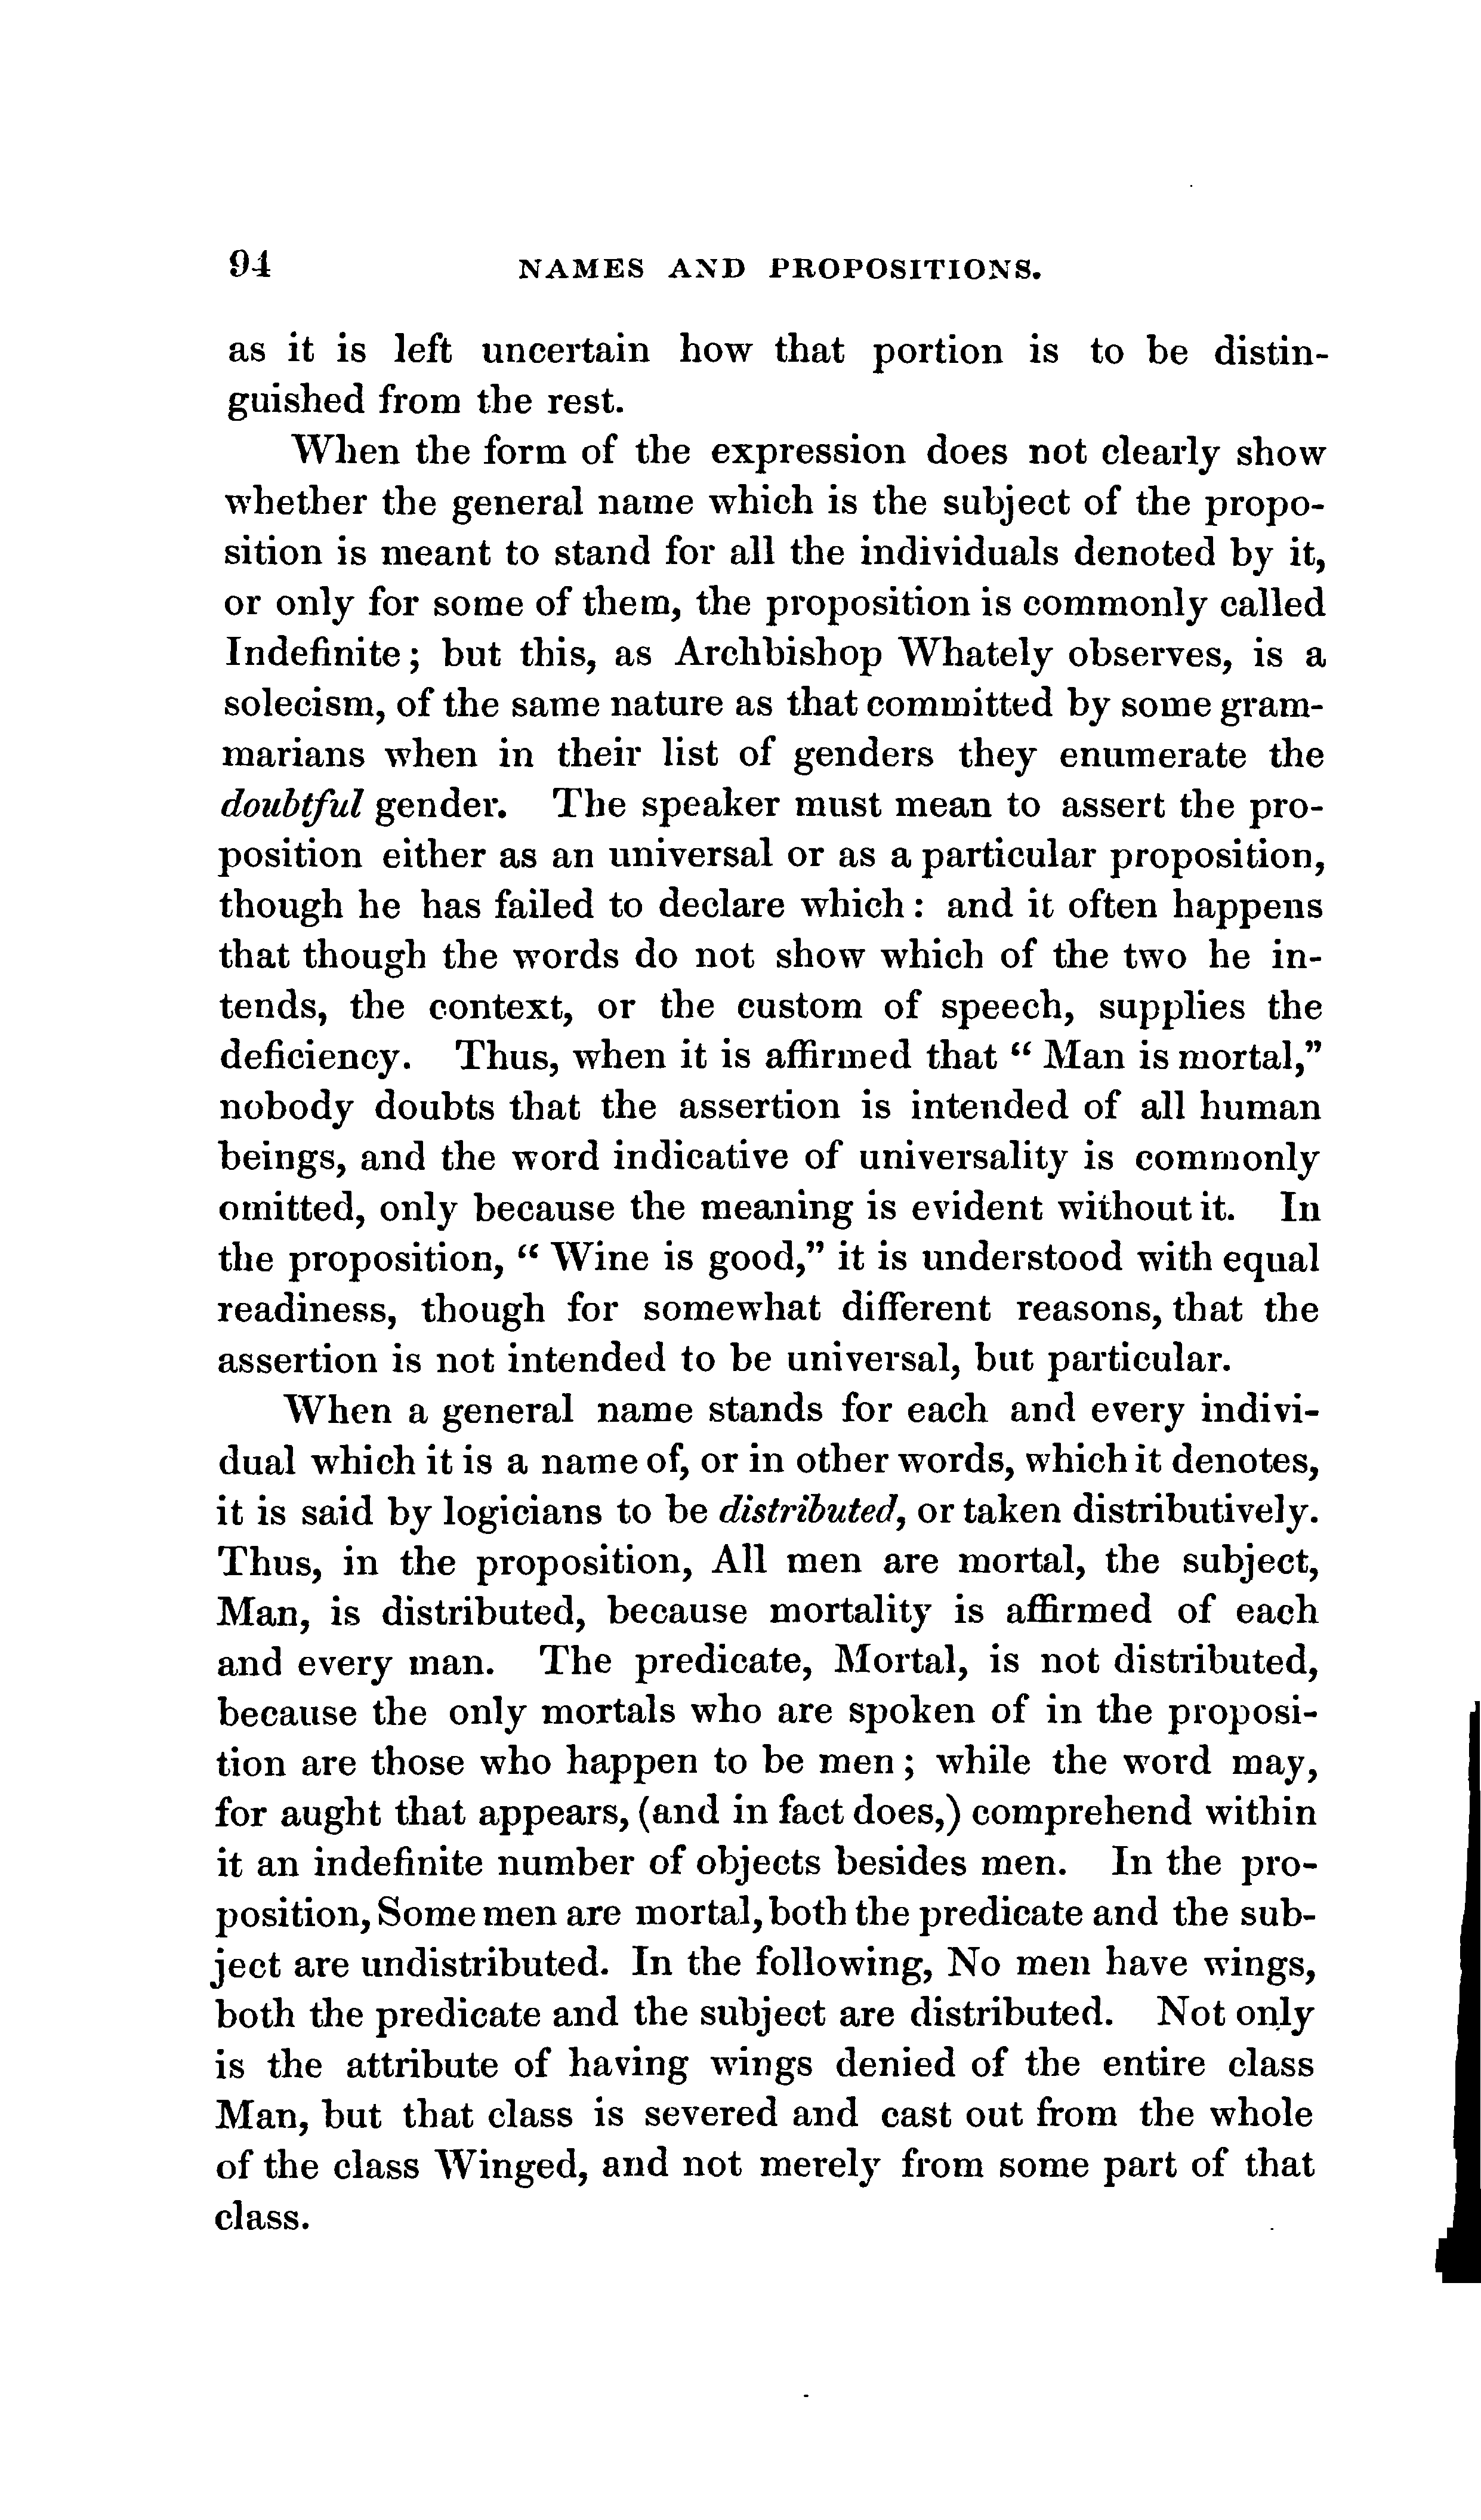 94 NAMES AND PROPOSITIONS.
as it is left uncertain how that portion is to be distin-
guished from the rest.
When the form of the expression does not clearly show
whether the general name which is the subject of the propo-
sition is meant to stand for all the individuals denoted by it,
or only for some of them, the proposition is commonly called
Indefinite; but this, as Archbishop Whately observes, is a
solecism, of the same nature as that committed by some gram-
marians when in their list of genders they enumerate the
doubtful gender. The speaker must mean to assert the pro-
position either as an universal or as a particular proposition,
though he has failed to declare which: and it often happens
that though the words do not show which of the two he in-
tends, the context, or the custom of speech, supplies the
deficiency. Thus, when it is affirmed that “ Man is mortal,”
nobody doubts that the assertion is intended of all human
beings, and the word indicative of universality is commonly
omitted, only because the meaning is evident without it. In
the proposition, “ Wine is good,” it is understood with equal
readiness, though for somewhat different reasons, that the
assertion is not intended to be universal, but particular.
When a general name stands for each and every indivi-
dual which it is a name of, or in other words, which it denotes,
it is said by logicians to be distributed, or taken distributively.
Thus, in the proposition, All men are mortal, the subject,
Man, is distributed, because mortality is affirmed of each
and every man. The predicate, Mortal, is not distributed,
because the only mortals who are spoken of in the proposi-
tion are those who happen to be men; while the word may,
for aught that appears, (and in fact does,) comprehend within
it an indefinite number of objects besides men. In the pro-
position, Some men are mortal, both the predicate and the sub-
ject are undistributed. In the following, No men have wings,
both the predicate and the subject are distributed. Not only
is the attribute of having wings denied of the entire class
Man, but that class is severed and cast out from the whole
of the class Winged, and not merely from some part of that
class.